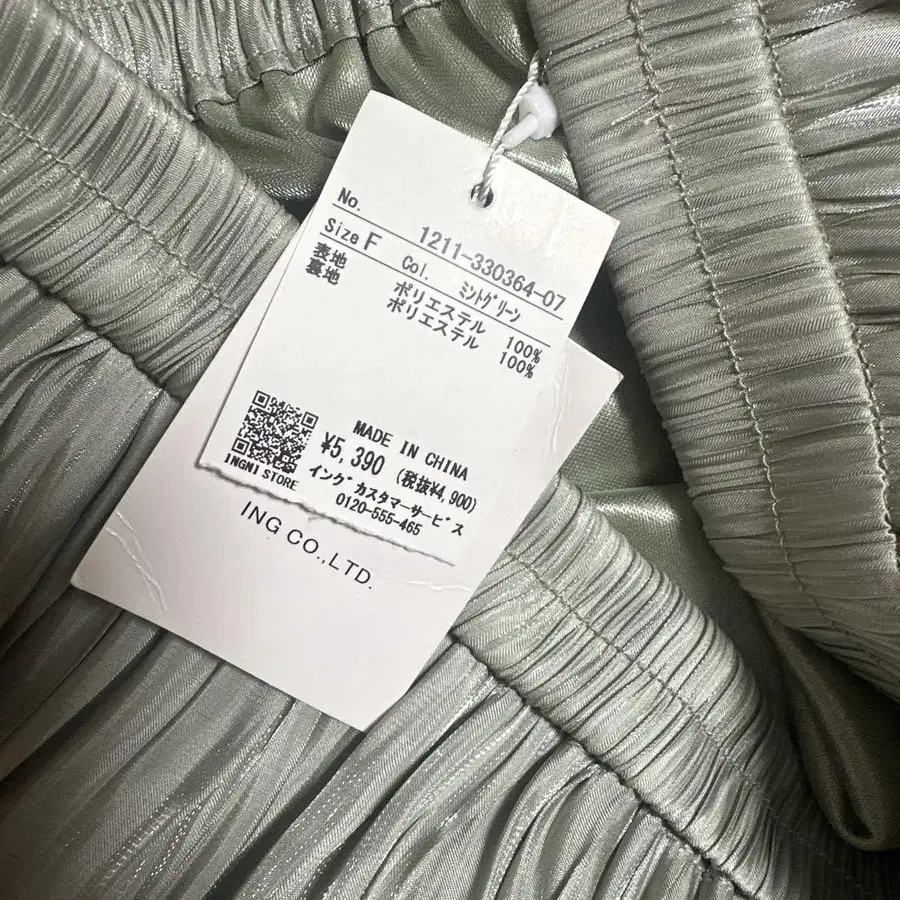 No. 1211-330364-07
Size F Col. ミントグリーン
表地 ポリエステル 100%
裏地 ポリエステル 100%
MADE IN CHINA
¥5,390 (税抜¥4,900)
INGNI STORE
イングカスタマーサービス
0120-555-465
ING CO.,LTD.